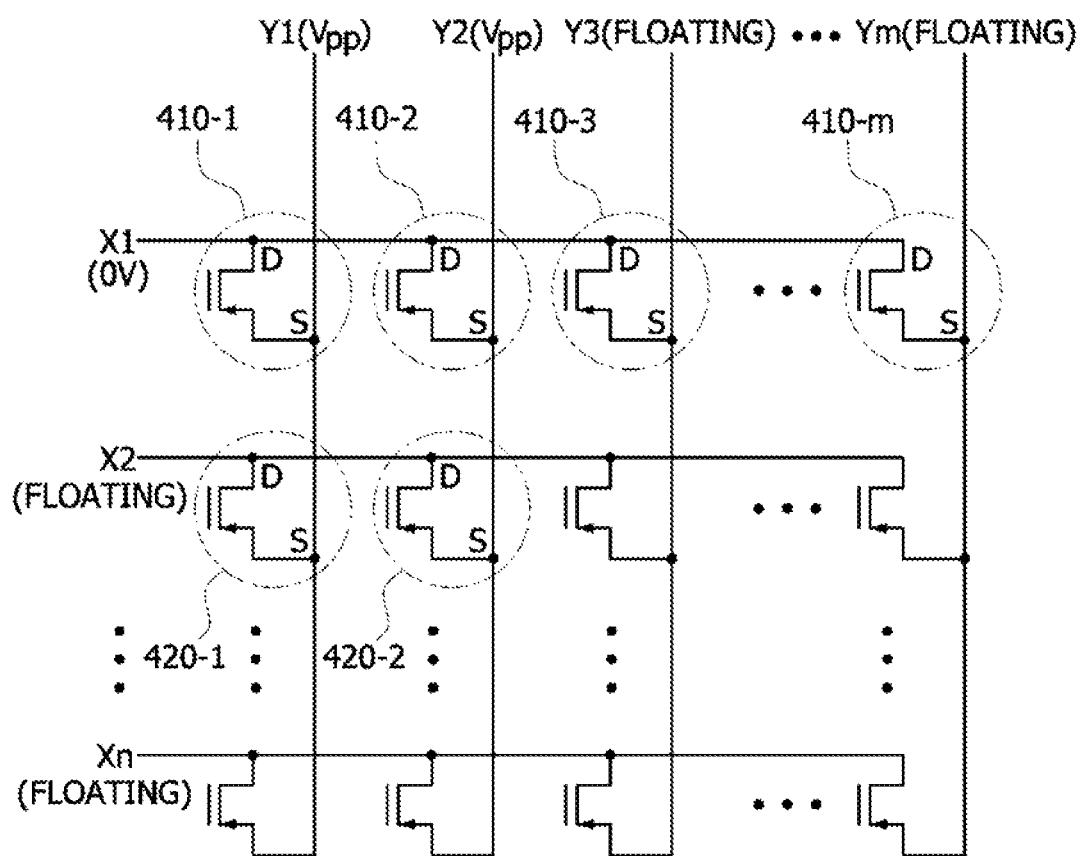 Y1(Vpp) Y2(Vpp) Y3(FLOATING) ••• Ym(FLOATING)
410-1 410-2 410-3 410-m
X1 D D D D
(0V)
S S S S
X2 D D
(FLOATING)
S S
420-1 420-2
Xn
(FLOATING)